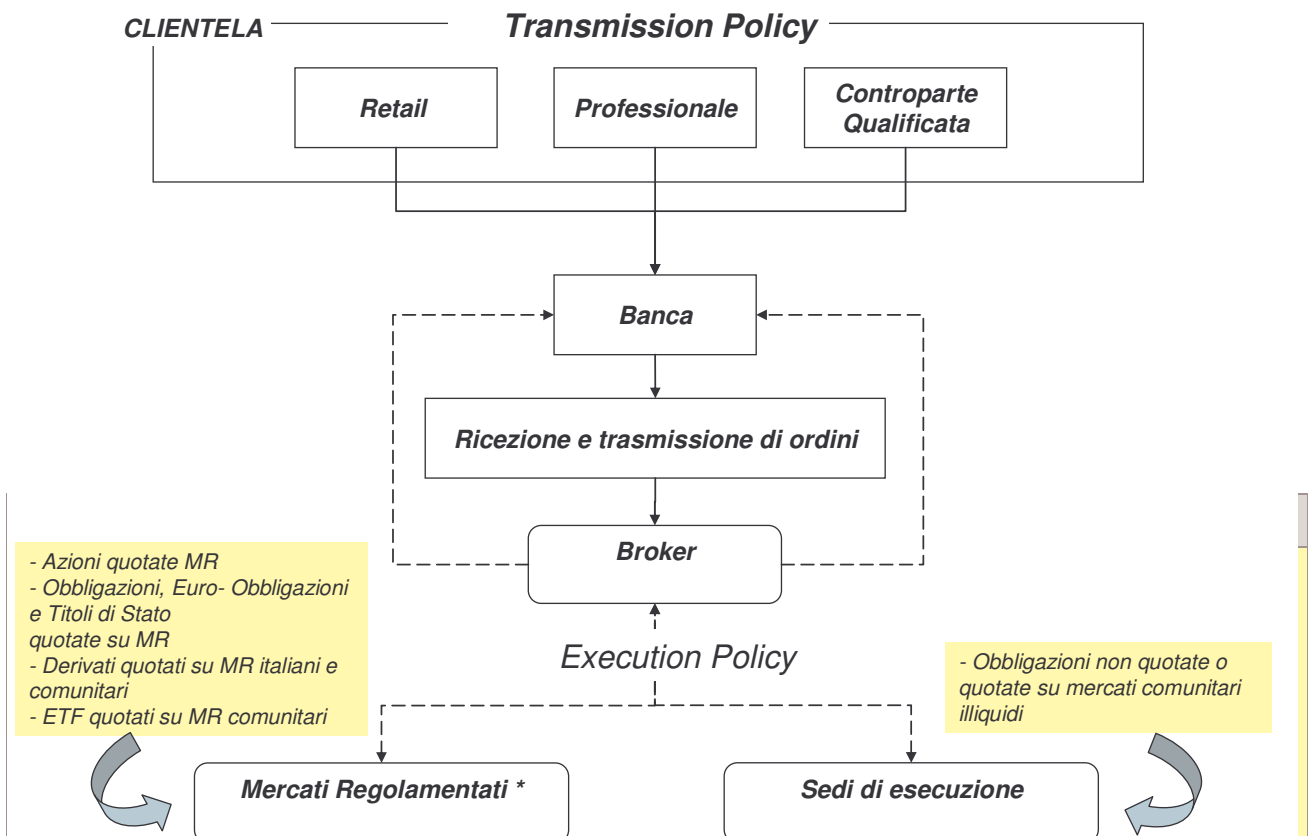 CLIENTELA
Transmission Policy
Retail
Professionale
Controparte
Qualificata
Banca
Ricezione e trasmissione di ordini
Broker
- Azioni quotate MR
- Obbligazioni, Euro- Obbligazioni
e Titoli di Stato
quotate su MR
- Derivati quotati su MR italiani e
comunitari
- ETF quotati su MR comunitari
Execution Policy
- Obbligazioni non quotate o
quotate su mercati comunitari
illiquidi
Mercati Regolamentati *
Sedi di esecuzione